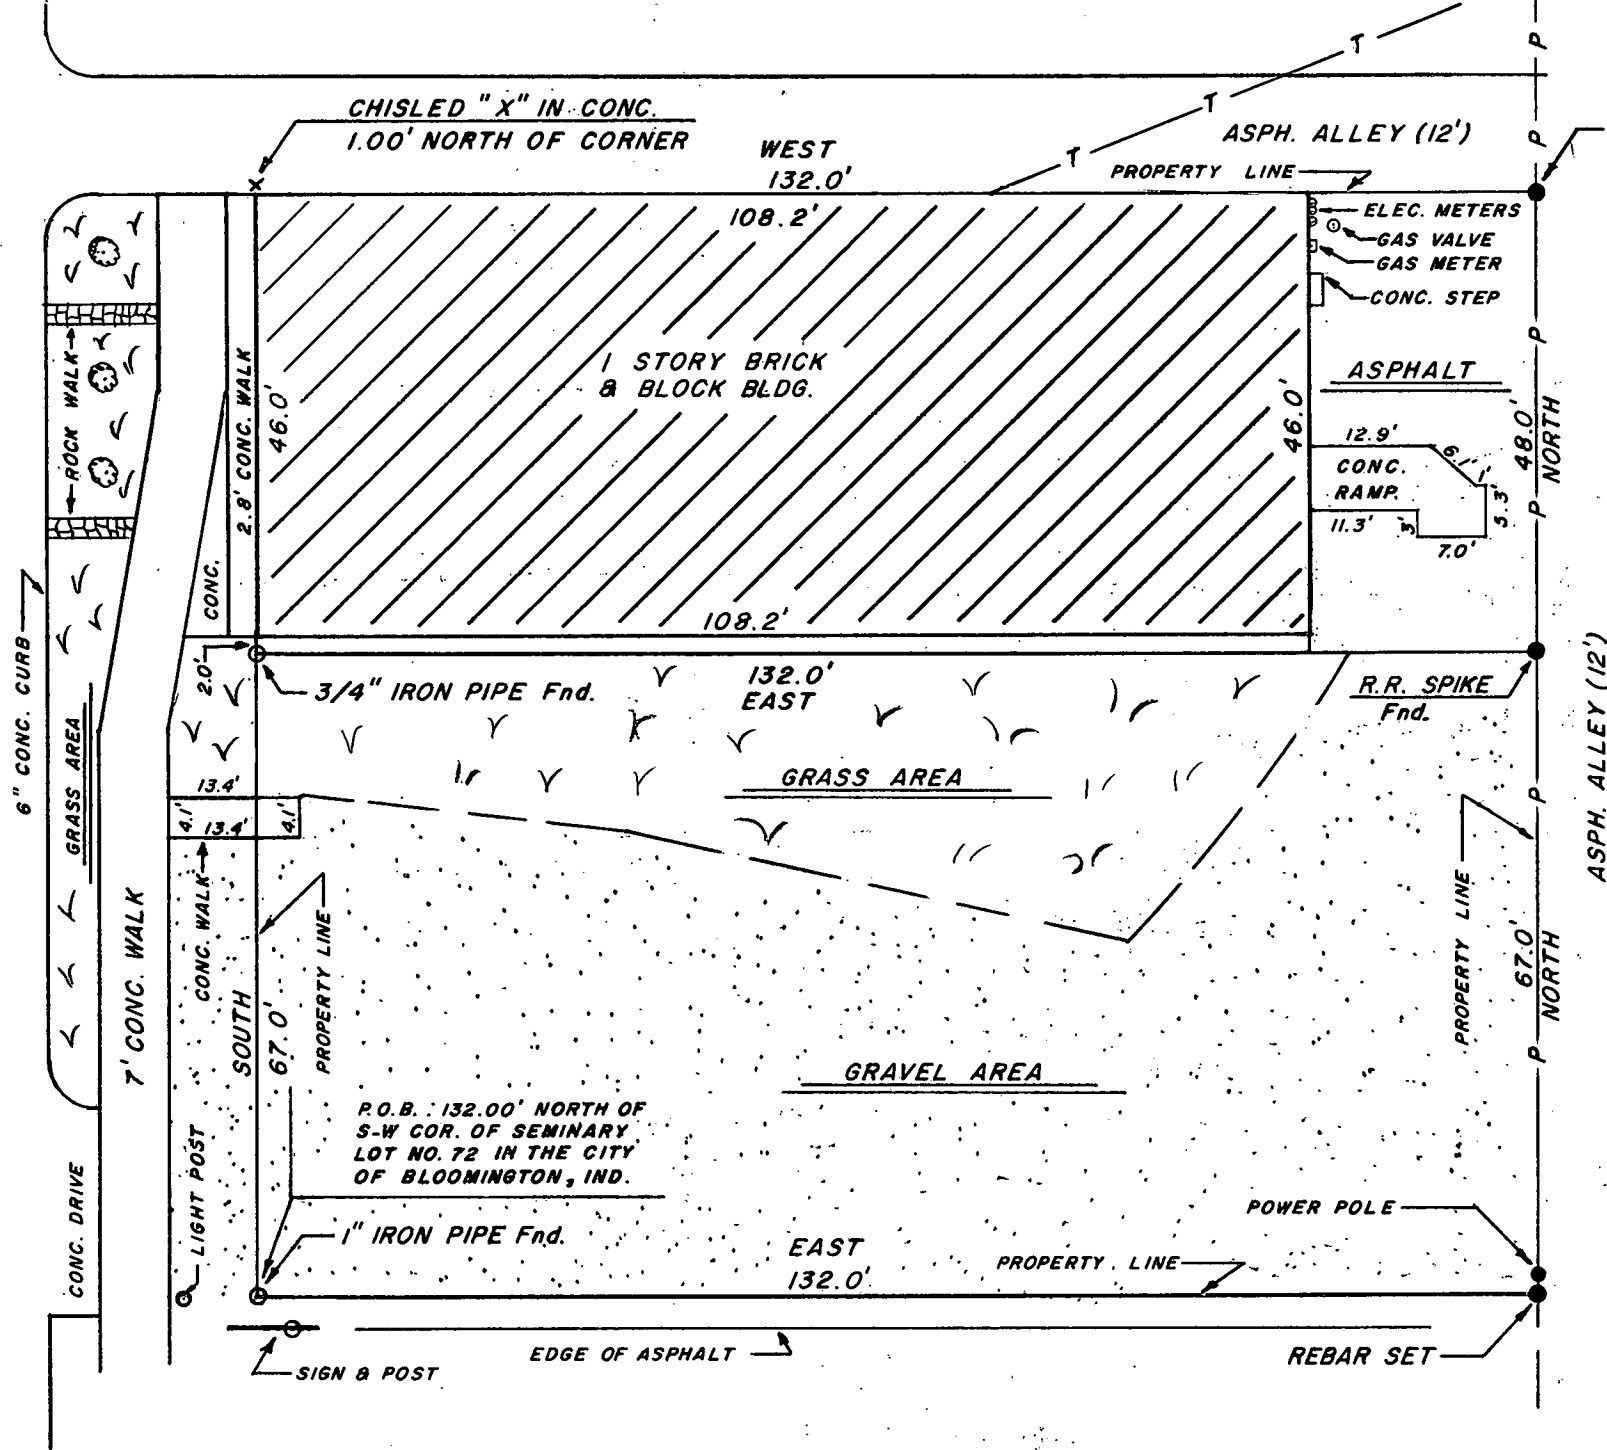 P
T
CHISLED "X" IN CONC.
1.00' NORTH OF CORNER
T
WEST
132.0'
T
ASPH. ALLEY (12')
P
PROPERTY LINE
X
108.2'
ELEC. METERS
GAS VALVE
GAS METER
CONC. STEP
ROCK WALK
2.8' CONC. WALK
46.0'
1 STORY BRICK
& BLOCK BLDG.
46.0'
ASPHALT
P
48.0'
NORTH
P
12.9'
6.1'
1'
CONC.
RAMP.
11.3'
3'
5.3'
7.0'
CONC.
108.2'
6" CONC. CURB
GRASS AREA
2.0'
3/4" IRON PIPE Fnd.
132.0'
EAST
R.R. SPIKE
Fnd.
ASPH. ALLEY (12')
GRASS AREA
13.4'
4.1'
13.4'
4.1'
P
7' CONC. WALK
CONC. WALK
SOUTH
67.0'
PROPERTY LINE
PROPERTY LINE
67.0'
NORTH
P
GRAVEL AREA
P.O.B. : 132.00' NORTH OF
S-W COR. OF SEMINARY
LOT NO. 72 IN THE CITY
OF BLOOMINGTON, IND.
CONC. DRIVE
LIGHT POST
1" IRON PIPE Fnd.
EAST
132.0'
PROPERTY LINE
POWER POLE
SIGN & POST
EDGE OF ASPHALT
REBAR SET